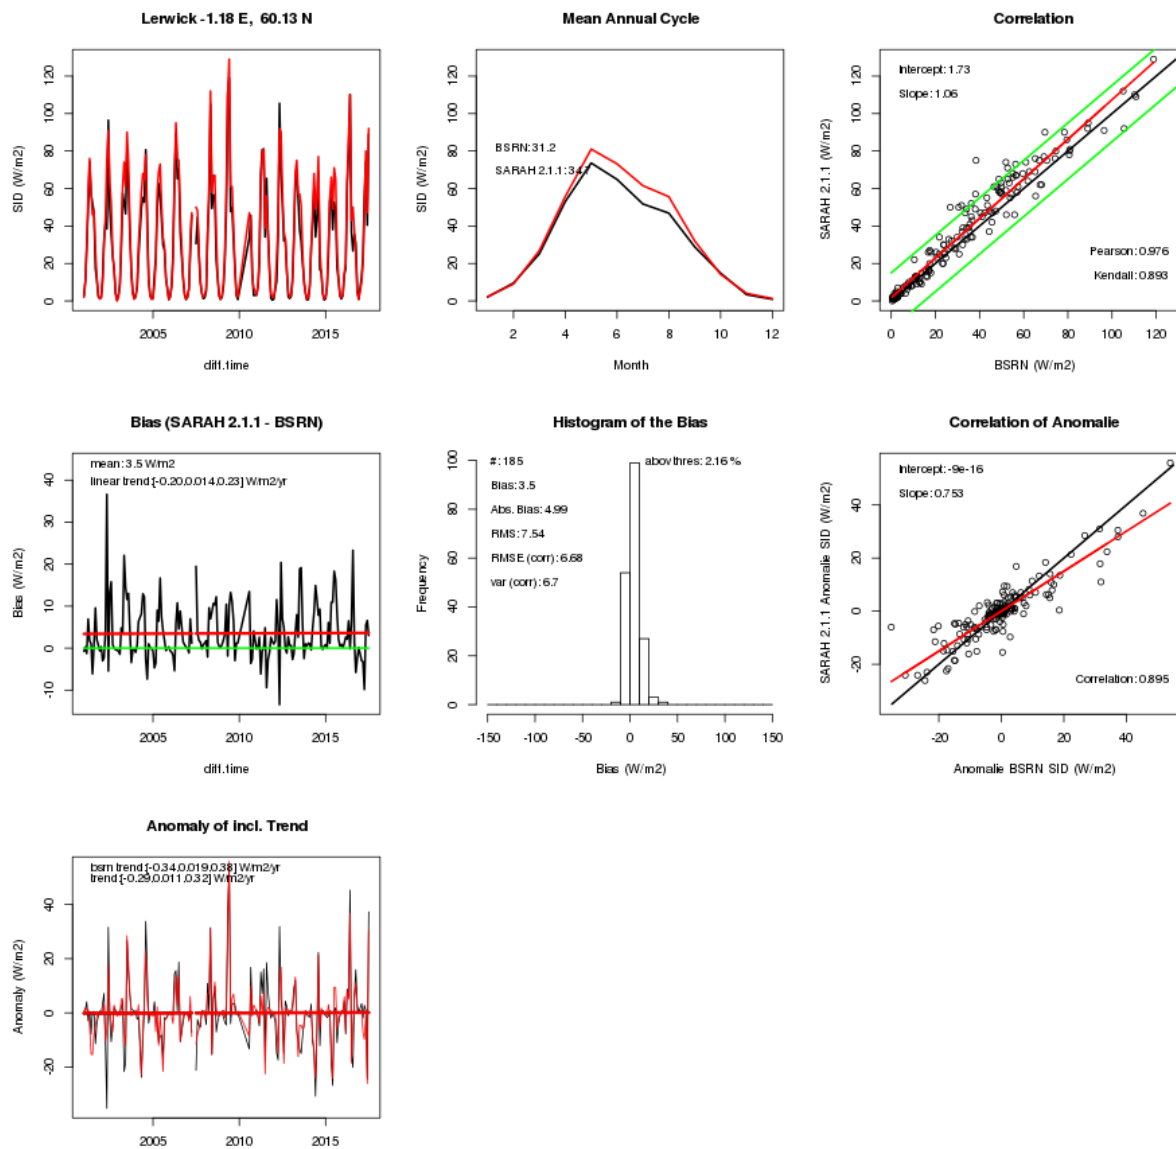 Lerwick -1.18 E, 60.13 N
SID (W/m2)
0 20 40 60 80 100 120
2005 2010 2015
diff.time
Mean Annual Cycle
BSRN:31.2
SARAH 2.1.1:34.7
SID (W/m2)
0 20 40 60 80 100 120
2 4 6 8 10 12
Month
Correlation
Intercept: 1.73
Slope: 1.06
SARAH 2.1.1 (W/m2)
0 20 40 60 80 100 120
Pearson: 0.976
Kendall: 0.893
0 20 40 60 80 100 120
BSRN (W/m2)
Bias (SARAH 2.1.1 - BSRN)
mean: 3.5 W/m2
linear trend:[-0.20,0.014,0.23] W/m2/yr
Bias (W/m2)
-10 0 10 20 30 40
2005 2010 2015
diff.time
Histogram of the Bias
#: 185
abovthres: 2.16 %
Bias: 3.5
Abs. Bias: 4.99
RMS: 7.54
RMSE (corr): 6.68
var (corr): 6.7
Frequency
0 20 40 60 80 100
-150 -100 -50 0 50 100 150
Bias (W/m2)
Correlation of Anomalie
Intercept: -9e-16
Slope: 0.753
SARAH 2.1.1 Anomalie SID (W/m2)
-20 0 20 40
Correlation: 0.895
-20 0 20 40
Anomalie BSRN SID (W/m2)
Anomaly of incl. Trend
bsrn trend:[-0.34,0.019,0.38] W/m2/yr
trend:[-0.29,0.011,0.32] W/m2/yr
Anomaly (W/m2)
-20 0 20 40
2005 2010 2015